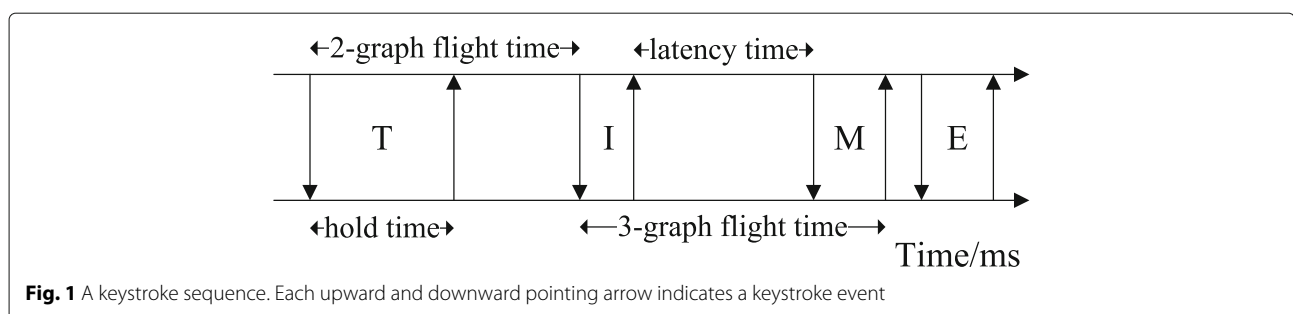 2-graph flight time
latency time
T
I
M
E
hold time
3-graph flight time
Time/ms
Fig. 1 A keystroke sequence. Each upward and downward pointing arrow indicates a keystroke event